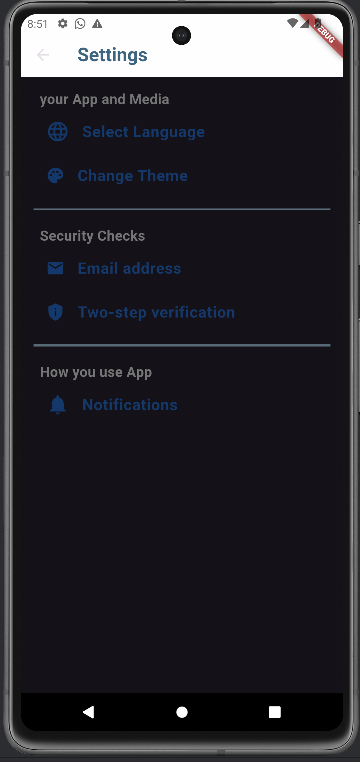 8:51
DEBUG
Settings
your App and Media
Select Language
Change Theme
Security Checks
Email address
Two-step verification
How you use App
Notifications